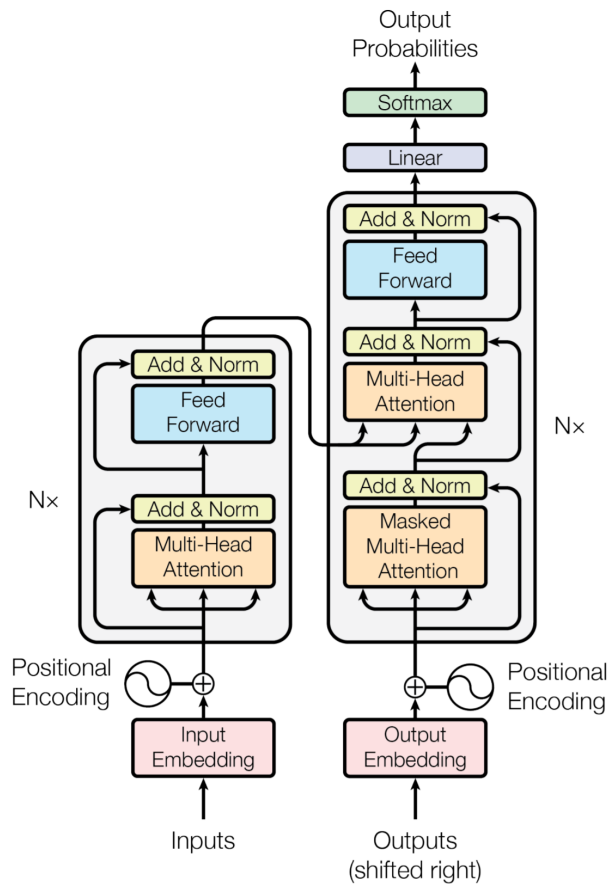 Output
Probabilities
Softmax
Linear
Add & Norm
Feed
Forward
Add & Norm
Multi-Head
Attention
Add & Norm
Masked
Multi-Head
Attention
N×
Positional
Encoding
Output
Embedding
Outputs
(shifted right)
Add & Norm
Feed
Forward
Add & Norm
Multi-Head
Attention
N×
Positional
Encoding
Input
Embedding
Inputs